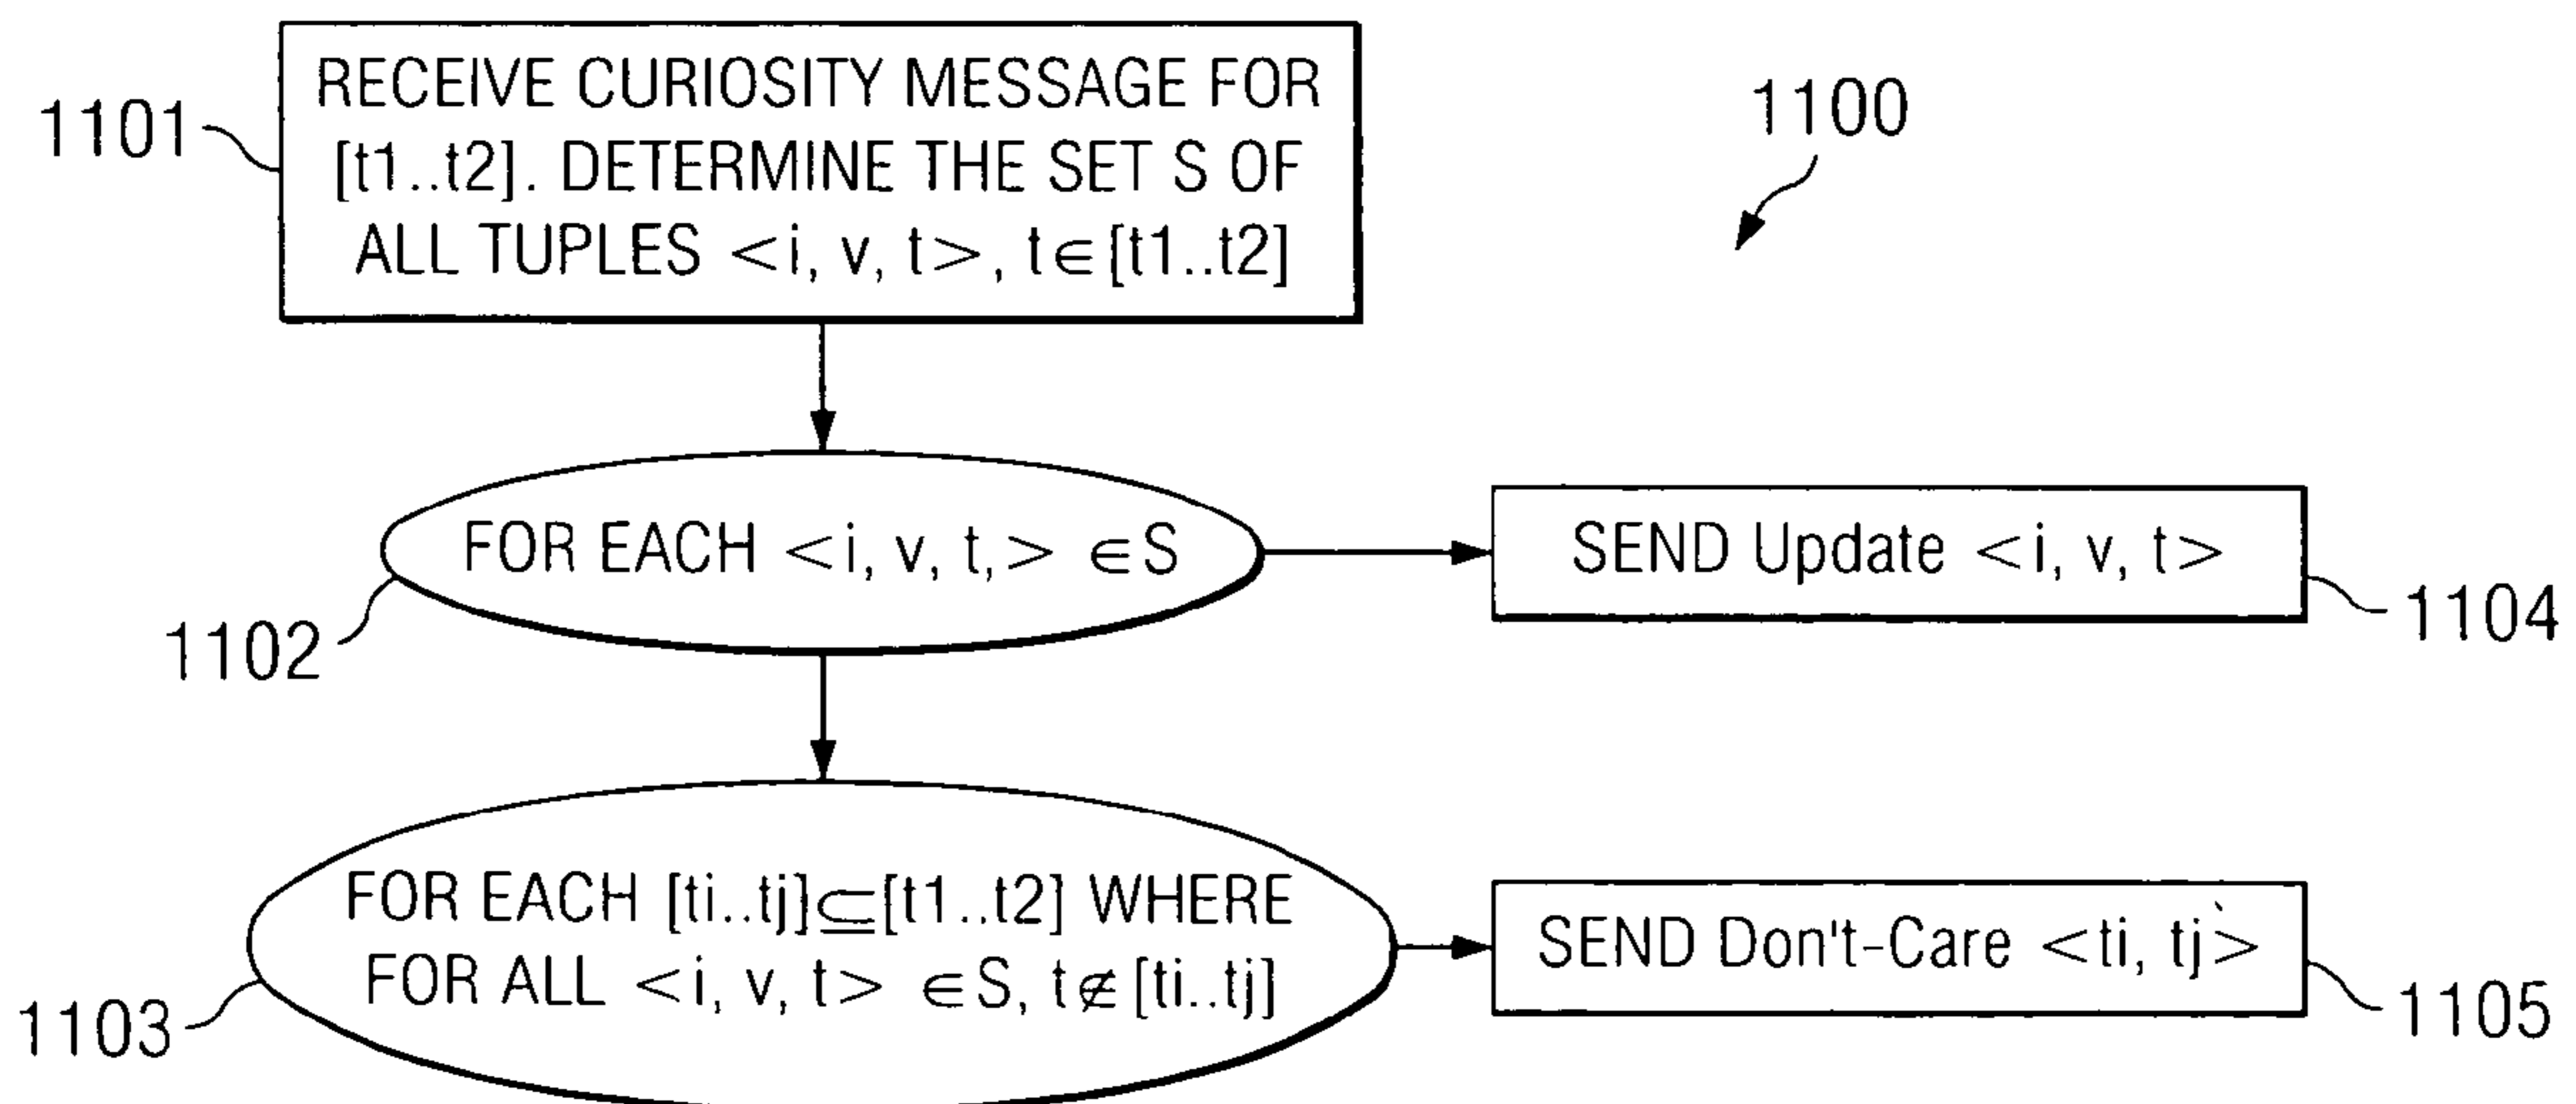 RECEIVE CURIOSITY MESSAGE FOR
[t1..t2]. DETERMINE THE SET S OF
ALL TUPLES <i, v, t>, t∈[t1..t2]
1101
1100
FOR EACH <i, v, t,> ∈S
1102
SEND Update <i, v, t>
1104
FOR EACH [ti..tj]⊆[t1..t2] WHERE
FOR ALL <i, v, t> ∈S, t∉[ti..tj]
1103
SEND Don't-Care <ti, tj>
1105